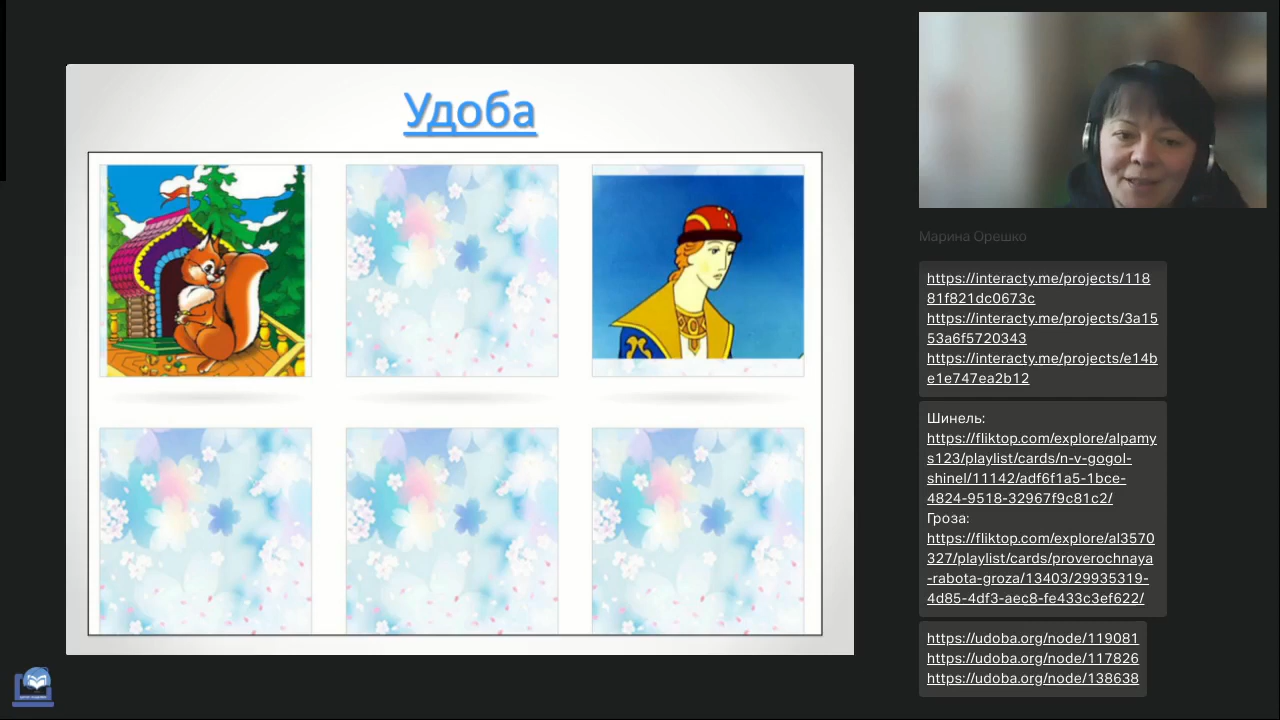 Удоба
Марина Орешко
https://interacty.me/projects/118
81f821dc0673c
https://interacty.me/projects/3a15
53a6f5720343
https://interacty.me/projects/e14b
e1e747ea2b12
Шинель:
https://fliktop.com/explore/alpamy
s123/playlist/cards/n-v-gogol-
shinel/11142/adf6f1a5-1bce-
4824-9518-32967f9c81c2/
Гроза:
https://fliktop.com/explore/al3570
327/playlist/cards/proverochnaya
-rabota-groza/13403/29935319-
4d85-4df3-aec8-fe433c3ef622/
https://udoba.org/node/119081
https://udoba.org/node/117826
https://udoba.org/node/138638